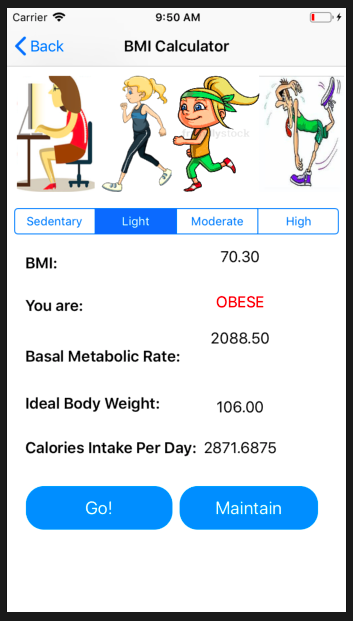 Carrier 9:50 AM
Back BMI Calculator
Sedentary Light Moderate High
BMI: 70.30
You are: OBESE
Basal Metabolic Rate: 2088.50
Ideal Body Weight: 106.00
Calories Intake Per Day: 2871.6875
Go! Maintain